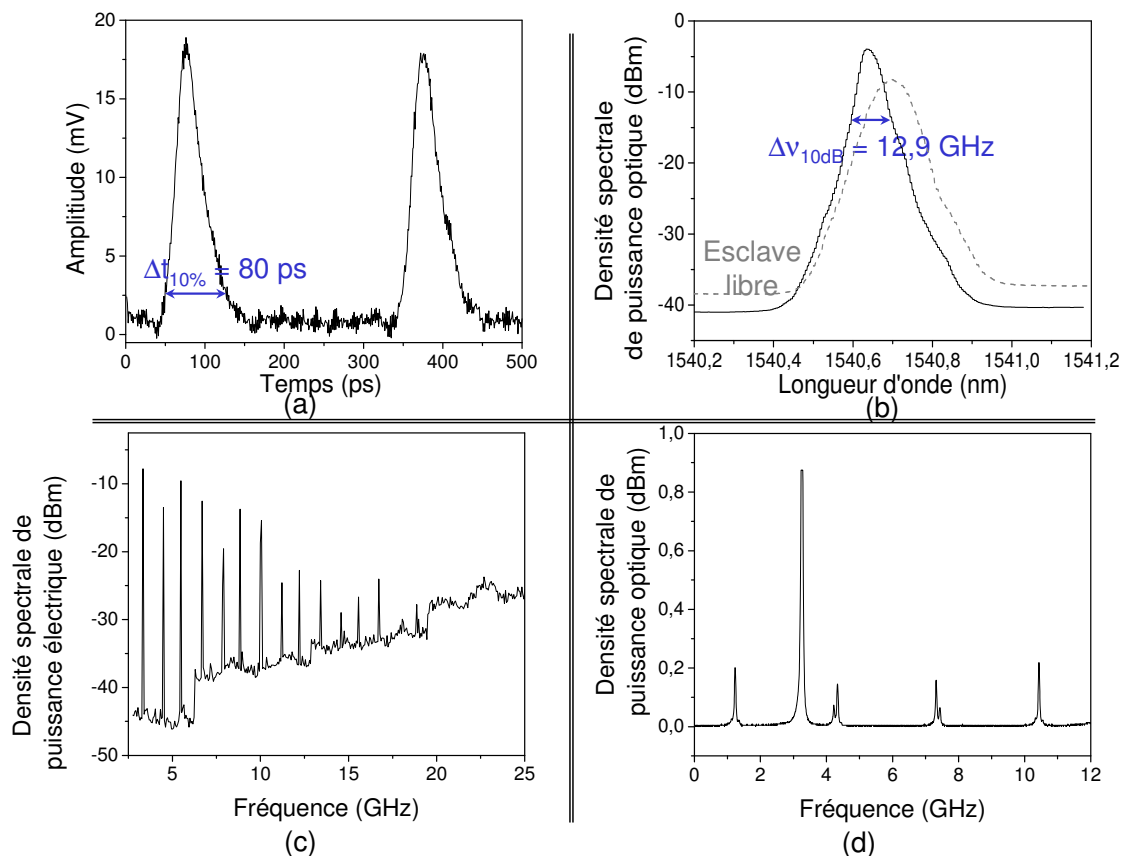 20
15
10
5
0
Amplitiude (mV)
Δt10% = 80 ps
0 100 200 300 400 500
Temps (ps)
(a)
0
-10
-20
-30
-40
Densité spectrale
de puissance optique (dBm)
Δν10dB = 12,9 GHz
Esclave
libre
1540,2 1540,4 1540,6 1540,8 1541,0 1541,2
Longueur d'onde (nm)
(b)
-10
-20
-30
-40
-50
Densité spectrale de
puissance électrique (dBm)
5 10 15 20 25
Fréquence (GHz)
(c)
1,0
0,8
0,6
0,4
0,2
0,0
Densité spectrale de
puissance optique (dBm)
0 2 4 6 8 10 12
Fréquence (GHz)
(d)